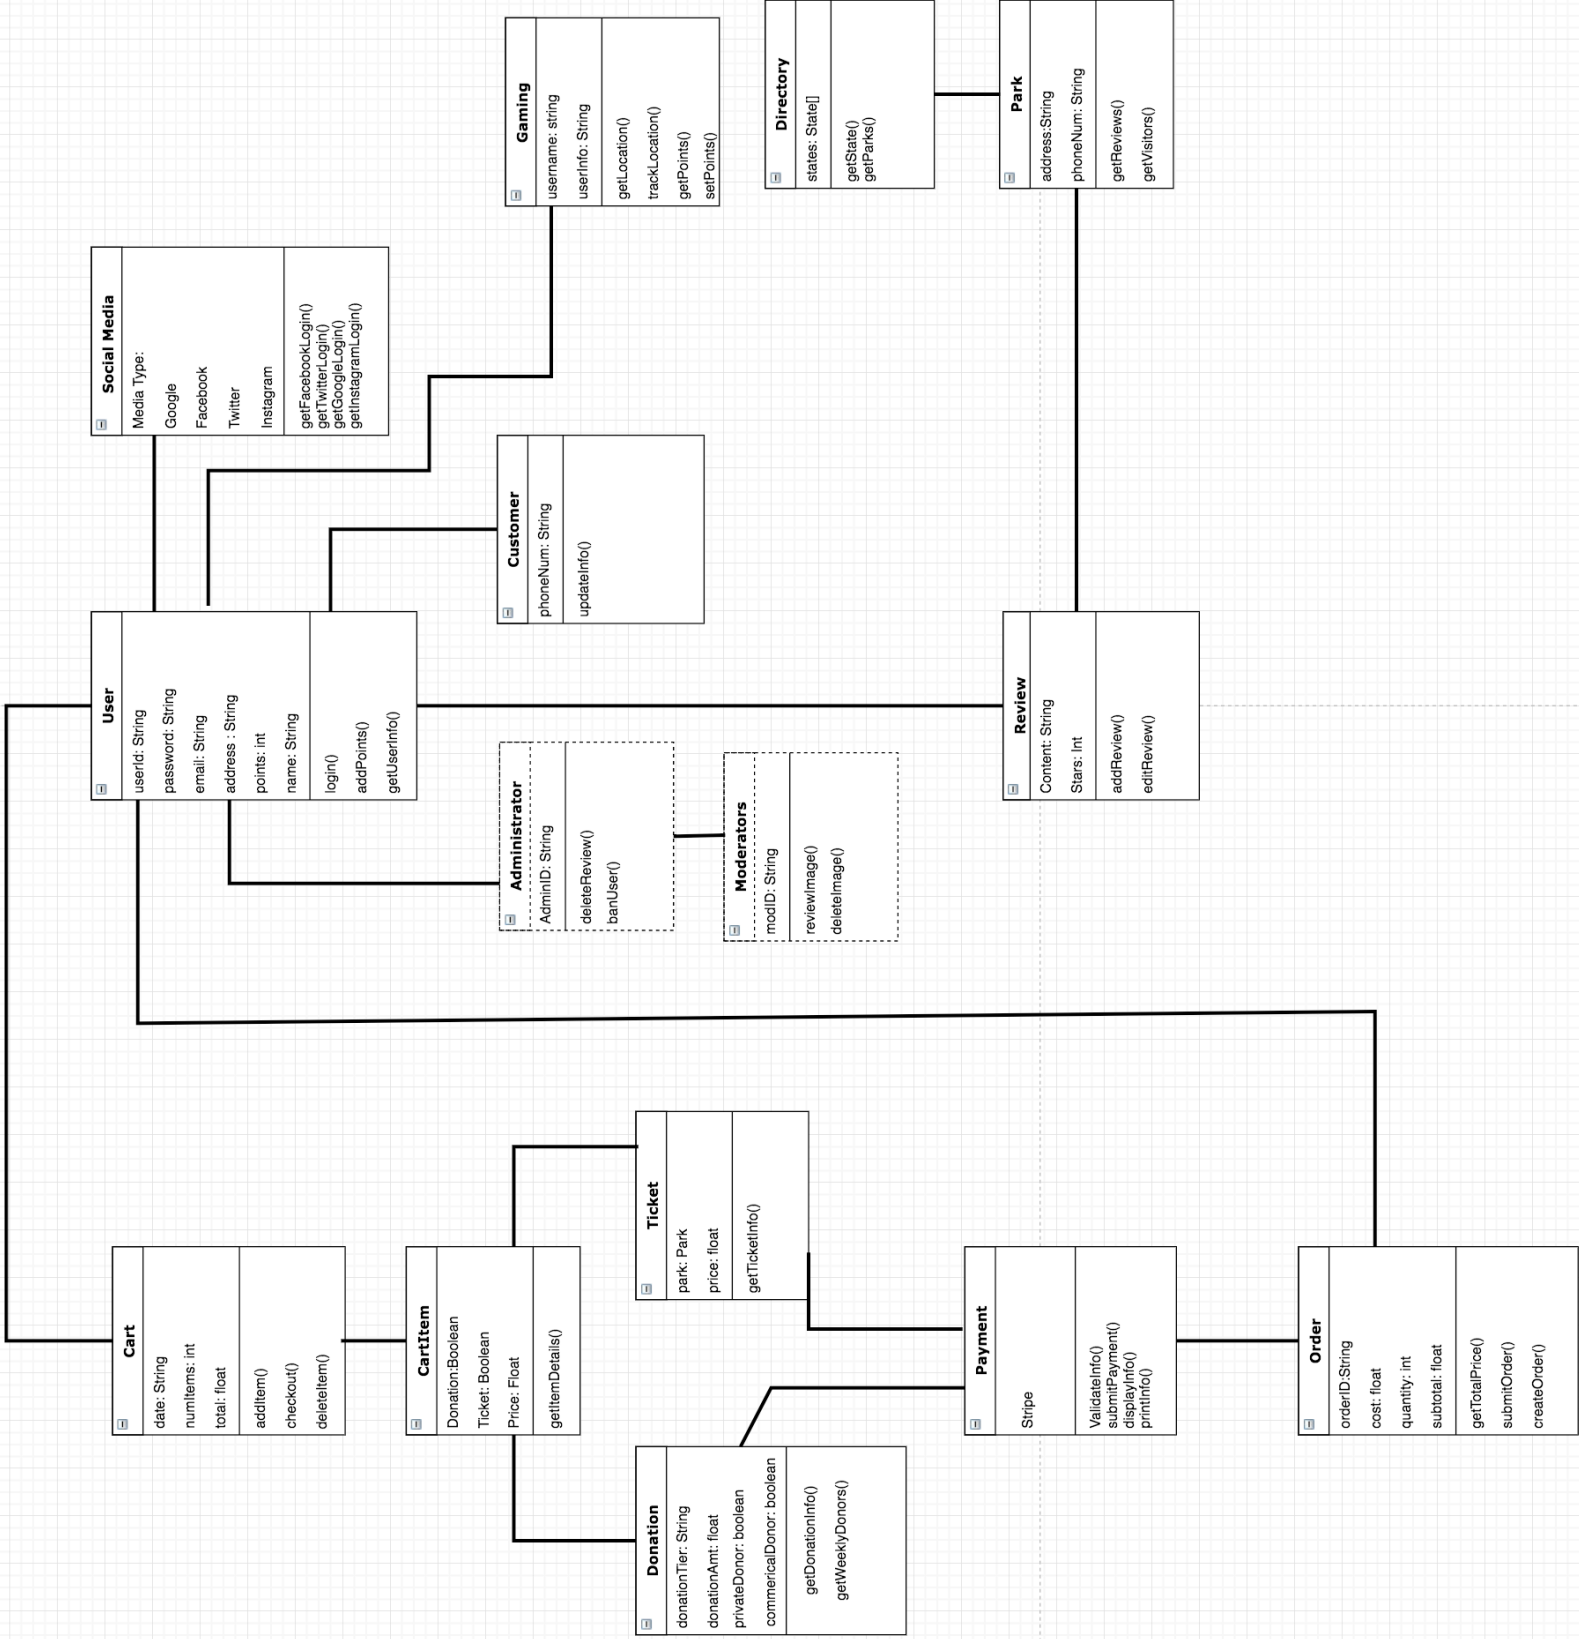 Cart
date: String
numItems: int
total: float
addItem()
checkout()
deleteItem()
User
userId: String
password: String
email: String
address : String
points: int
name: String
login()
addPoints()
getUserInfo()
Social Media
Media Type:
Google
Facebook
Twitter
Instagram
getFacebookLogin()
getTwitterLogin()
getGoogleLogin()
getInstagramLogin()
CartItem
Donation:Boolean
Ticket: Boolean
Price: Float
getItemDetails()
Administrator
AdminID: String
deleteReview()
banUser()
Customer
phoneNum: String
updateInfo()
Gaming
username: string
userInfo: String
getLocation()
trackLocation()
getPoints()
setPoints()
Donation
donationTier: String
donationAmt: float
privateDonor: boolean
commericalDonor: boolean
getDonationInfo()
getWeeklyDonors()
Ticket
park: Park
price: float
getTicketInfo()
Moderators
modID: String
reviewImage()
deleteImage()
Directory
states: State[]
getState()
getParks()
Payment
Stripe
ValidateInfo()
submitPayment()
displayInfo()
printInfo()
Review
Content: String
Stars: Int
addReview()
editReview()
Park
address:String
phoneNum: String
getReviews()
getVisitors()
Order
orderID:String
cost: float
quantity: int
subtotal: float
getTotalPrice()
submitOrder()
createOrder()